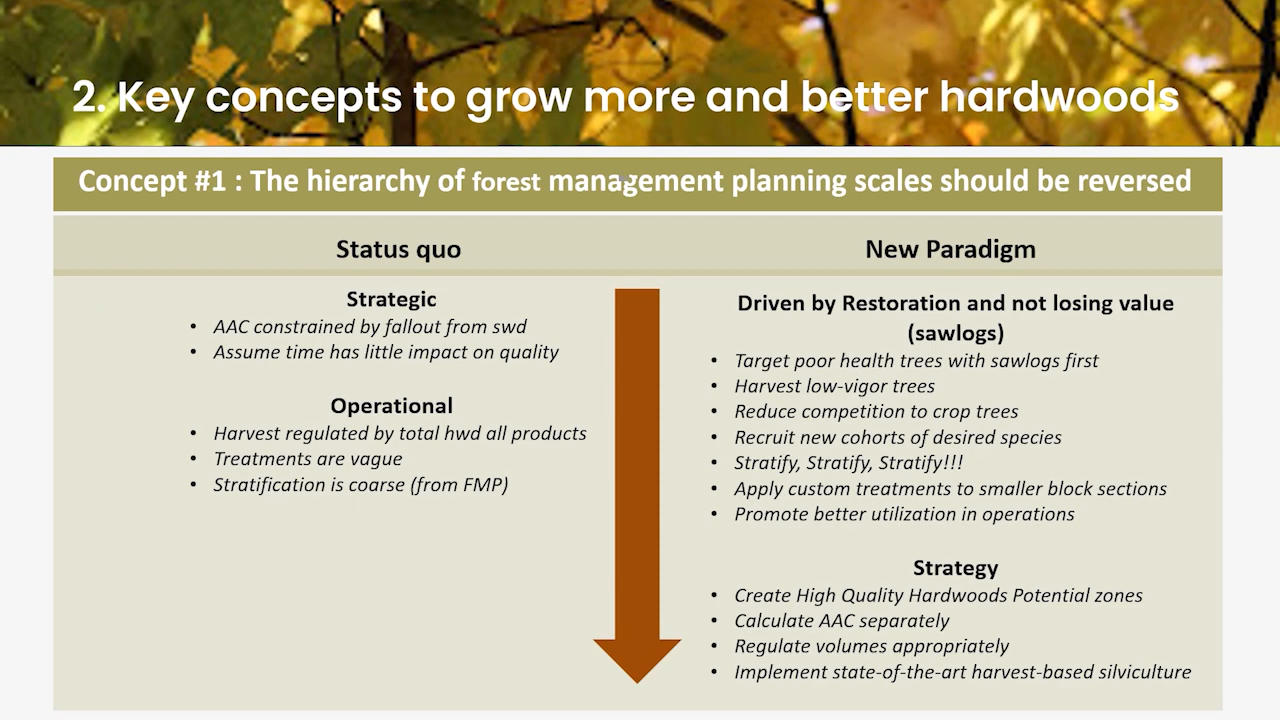 2. Key concepts to grow more and better hardwoods
Concept #1 : The hierarchy of forest management planning scales should be reversed
Status quo
New Paradigm
Strategic
• AAC constrained by fallout from swd
• Assume time has little impact on quality
Operational
• Harvest regulated by total hwd all products
• Treatments are vague
• Stratification is coarse (from FMP)
Driven by Restoration and not losing value
(sawlogs)
• Target poor health trees with sawlogs first
• Harvest low-vigor trees
• Reduce competition to crop trees
• Recruit new cohorts of desired species
• Stratify, Stratify, Stratify!!!
• Apply custom treatments to smaller block sections
• Promote better utilization in operations
Strategy
• Create High Quality Hardwoods Potential zones
• Calculate AAC separately
• Regulate volumes appropriately
• Implement state-of-the-art harvest-based silviculture